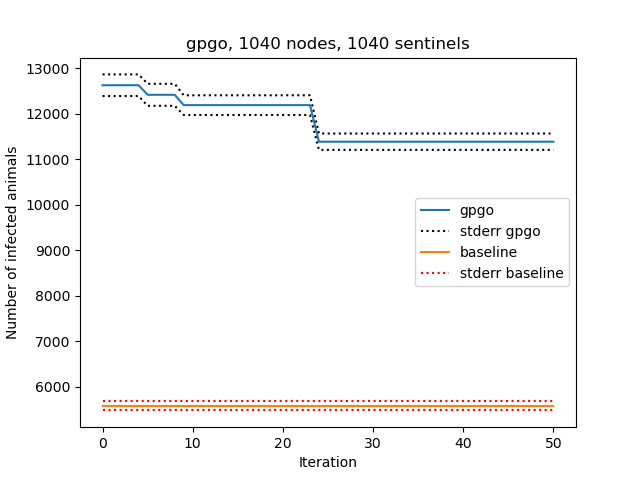 gpgo, 1040 nodes, 1040 sentinels
13000
12000
11000
10000
9000
8000
7000
6000
Number of infected animals
gpgo
stderr gpgo
baseline
stderr baseline
0
10
20
30
40
50
Iteration